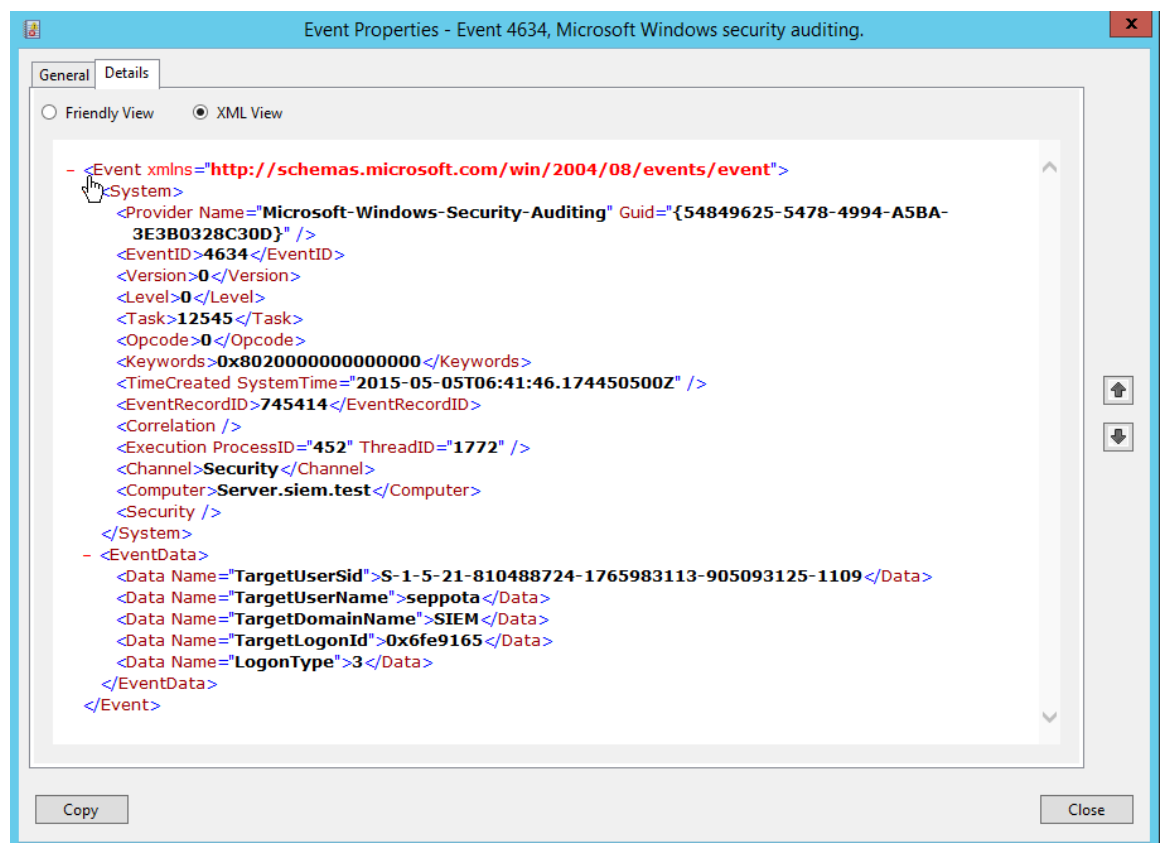 Event Properties - Event 4634, Microsoft Windows security auditing.
x
General Details
Friendly View XML View
- <Event xmlns="http://schemas.microsoft.com/win/2004/08/events/event">
<System>
<Provider Name="Microsoft-Windows-Security-Auditing" Guid="{54849625-5478-4994-A5BA-
3E3B0328C30D}" />
<EventID>4634</EventID>
<Version>0</Version>
<Level>0</Level>
<Task>12545</Task>
<Opcode>0</Opcode>
<Keywords>0x8020000000000000</Keywords>
<TimeCreated SystemTime="2015-05-05T06:41:46.174450500Z" />
<EventRecordID>745414</EventRecordID>
<Correlation />
<Execution ProcessID="452" ThreadID="1772" />
<Channel>Security</Channel>
<Computer>Server.siem.test</Computer>
<Security />
</System>
- <EventData>
<Data Name="TargetUserSid">S-1-5-21-810488724-1765983113-905093125-1109</Data>
<Data Name="TargetUserName">seppota</Data>
<Data Name="TargetDomainName">SIEM</Data>
<Data Name="TargetLogonId">0x6fe9165</Data>
<Data Name="LogonType">3</Data>
</EventData>
</Event>
Copy Close